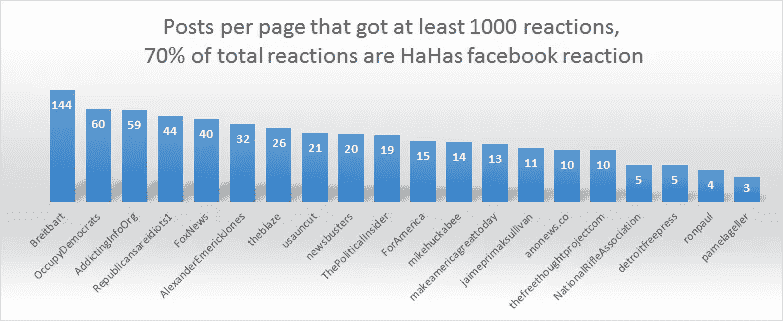 Posts per page that got at least 1000 reactions,
70% of total reactions are HaHas facebook reaction
144
60
59
44
40
32
26
21
20
19
15
14
13
11
10
10
5
5
4
3
Breitbart
OccupyDemocrats
AddictingInfoOrg
Republicansareidiots1
FoxNews
AlexanderEmerickJones
theblaze
usauncut
newsbusters
ThePoliticalInsider
ForAmerica
mikehuckabee
makeamericagreattoday
jaimeprimaksullivan
anonews.co
thefreethoughtproject.com
NationalRifleAssociation
detroitfreepress
ronpaul
pamelageller